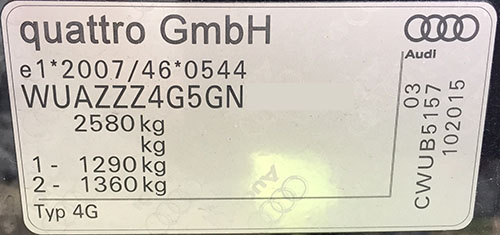 quattro GmbH
Audi
e1*2007/46*0544
WUAZZZ4G5GN
2580 kg
kg
1 - 1290 kg
2 - 1360 kg
Typ 4G
03
CWUB5157
102015
Audi